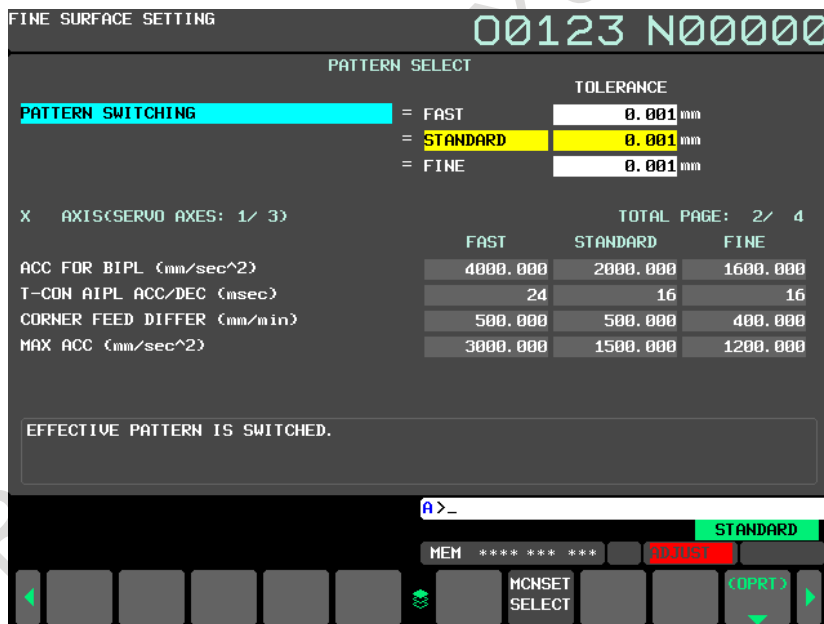 FINE SURFACE SETTING
O0123 N00000
PATTERN SELECT
TOLERANCE
PATTERN SWITCHING = FAST 0.001 mm
= STANDARD 0.001 mm
= FINE 0.001 mm
X AXIS(SERVO AXES: 1/ 3) TOTAL PAGE: 2/ 4
FAST STANDARD FINE
ACC FOR BIPL (mm/sec^2) 4000.000 2000.000 1600.000
T-CON AIPL ACC/DEC (msec) 24 16 16
CORNER FEED DIFFER (mm/min) 500.000 500.000 400.000
MAX ACC (mm/sec^2) 3000.000 1500.000 1200.000
EFFECTIVE PATTERN IS SWITCHED.
A>_
STANDARD
MEM **** *** *** ADJUST
MCNSET
SELECT
(OPRT)